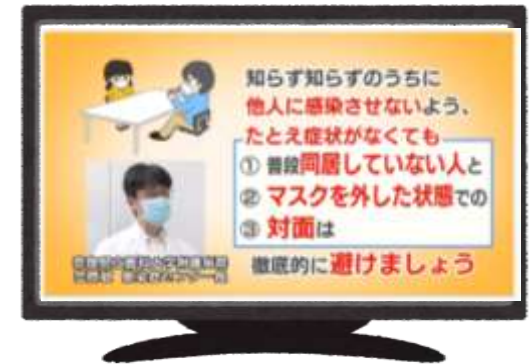 知らず知らずのうちに
他人に感染させないよう、
たとえ症状がなくても
① 普段同居していない人と
② マスクを外した状態での
③ 対面は
徹底的に避けましょう